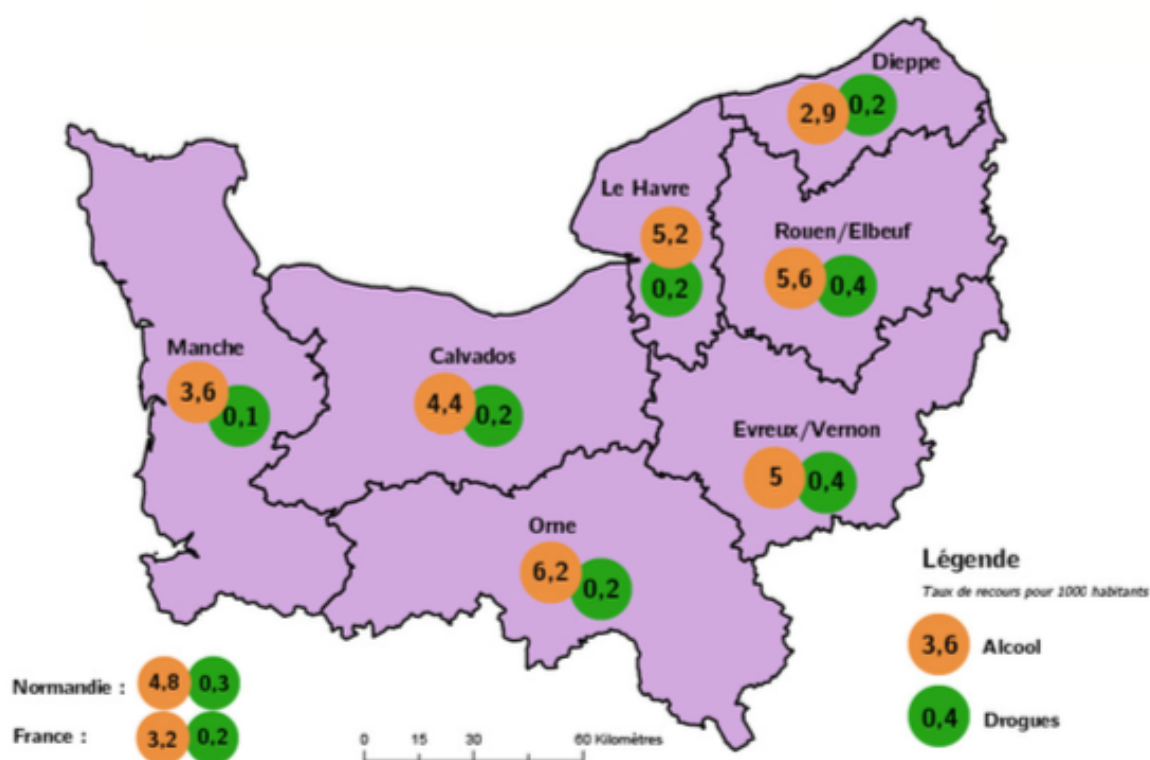 Dieppe
2,9 0,2
Le Havre
5,2
0,2
Rouen/Elbeuf
5,6 0,4
Manche
3,6 0,1
Calvados
4,4 0,2
Evreux/Vernon
5 0,4
Orne
6,2 0,2
Légende
Taux de recours pour 1000 habitants
3,6 Alcool
0,4 Drogues
Normandie : 4,8 0,3
France : 3,2 0,2
0 15 30 60 Kilomètres